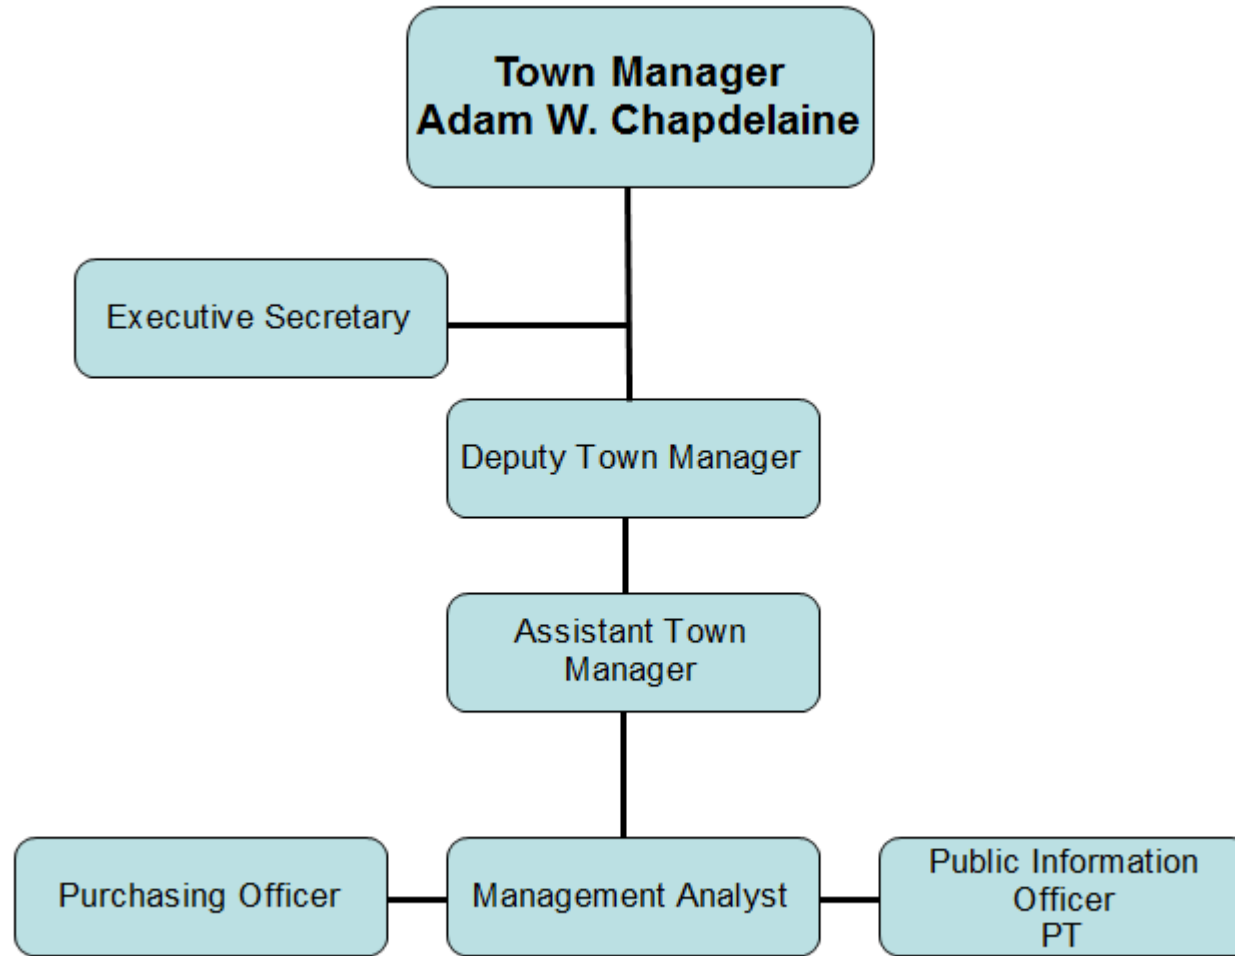 Town Manager
Adam W. Chapdelaine
Executive Secretary
Deputy Town Manager
Assistant Town
Manager
Purchasing Officer
Management Analyst
Public Information
Officer
PT